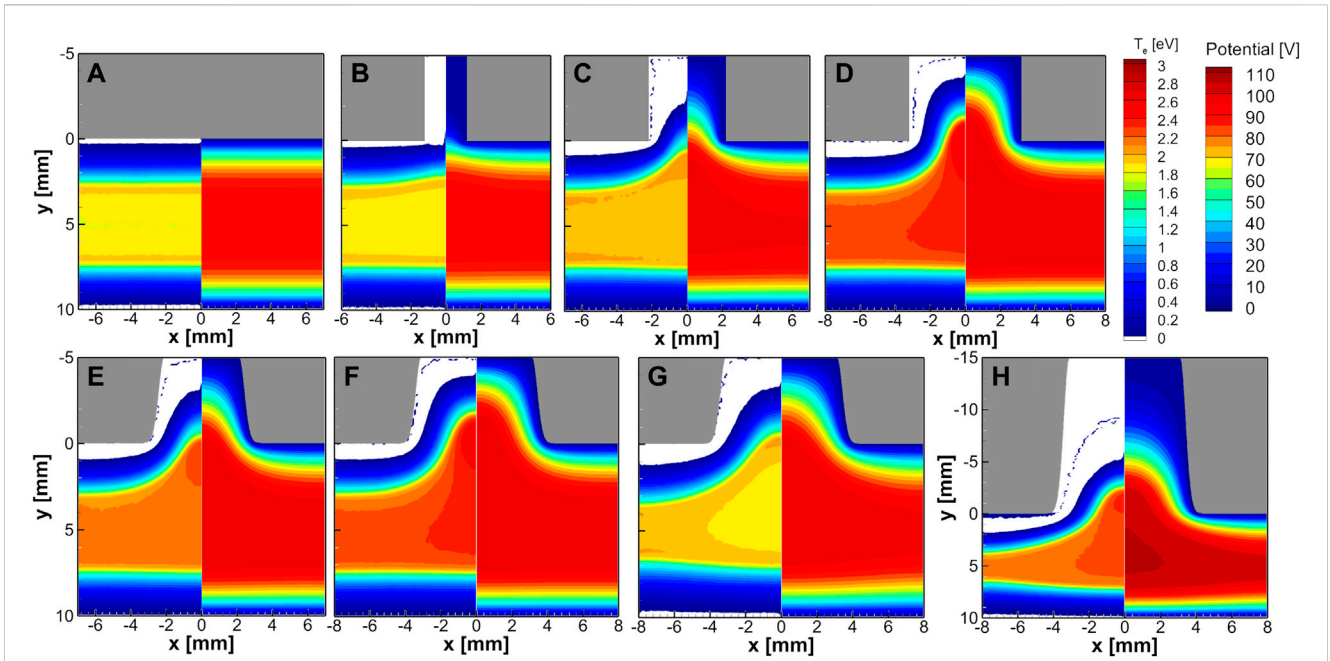 A
B
C
D
-5
0
5
10
y [mm]
-6 -4 -2 0 2 4 6
x [mm]
-6 -4 -2 0 2 4 6
x [mm]
-6 -4 -2 0 2 4 6
x [mm]
-8 -6 -4 -2 0 2 4 6 8
x [mm]
Te [eV]
3
2.8
2.6
2.4
2.2
2
1.8
1.6
1.4
1.2
1
0.8
0.6
0.4
0.2
0
Potential [V]
110
100
90
80
70
60
50
40
30
20
10
0
E
F
G
H
-5
0
5
10
y [mm]
-8 -6 -4 -2 0 2 4 6 8
x [mm]
-8 -6 -4 -2 0 2 4 6 8
x [mm]
-8 -6 -4 -2 0 2 4 6 8
x [mm]
-15
-10
-5
0
5
10
y [mm]
-8 -6 -4 -2 0 2 4 6 8
x [mm]